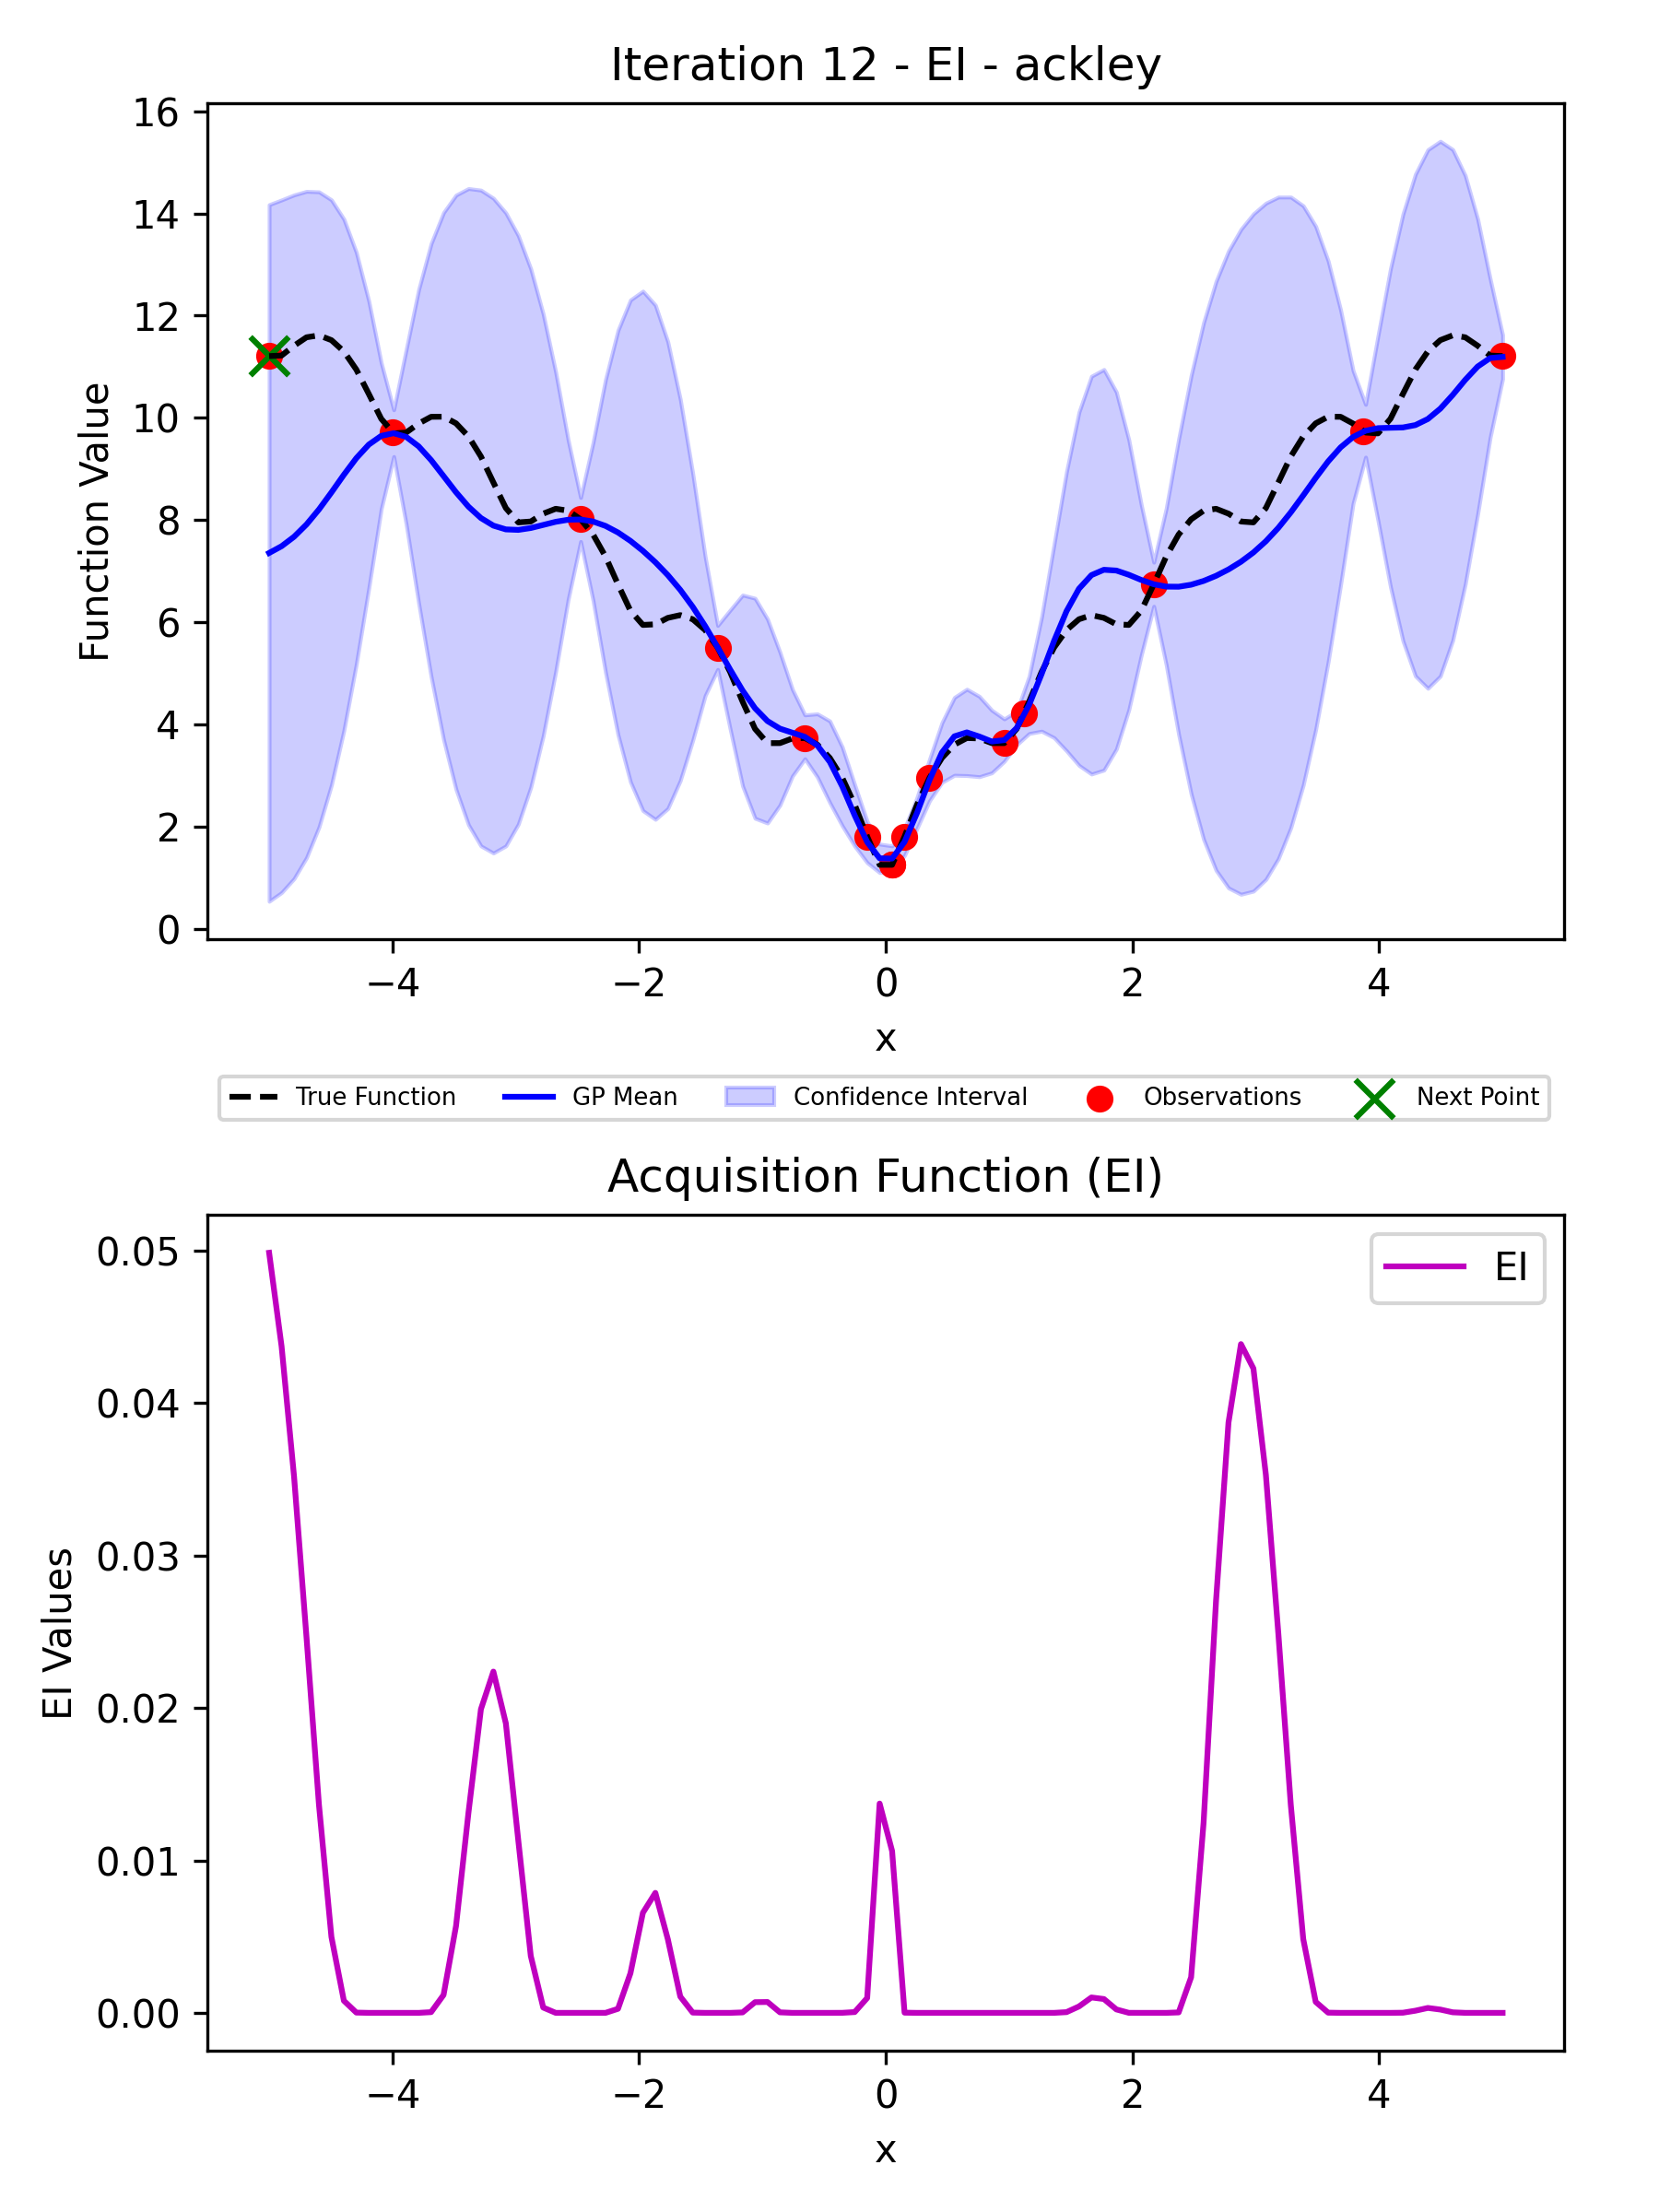 Iteration 12 - EI - ackley
16
14
12
10
8
6
4
2
0
Function Value
−4 −2 0 2 4
x
True Function GP Mean Confidence Interval Observations Next Point
Acquisition Function (EI)
EI
0.05
0.04
0.03
0.02
0.01
0.00
EI Values
−4 −2 0 2 4
x